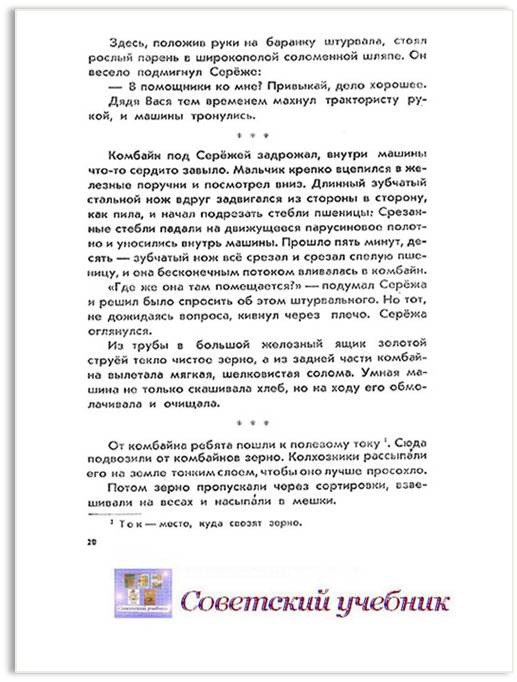 Здесь, положив руки на баранку штурвала, стоял
рослый парень в широкополой соломенной шляпе. Он
весело подмигнул Серёже:
— В помощники ко мне? Привыкай, дело хорошее.
Дядя Вася тем временем махнул трактористу ру-
кой, и машины тронулись.
* * *
Комбайн под Серёжей задрожал, внутри машины
что-то сердито завыло. Мальчик крепко вцепился в же-
лезные поручни и посмотрел вниз. Длинный зубчатый
стальной нож вдруг задвигался из стороны в сторону,
как пила, и начал подрезать стебли пшеницы: Срезан-
ные стебли падали на движущееся парусиновое полот-
но и уносились внутрь машины. Прошло пять минут, де-
сять — зубчатый нож всё срезал и срезал спелую пше-
ницу, и она бесконечным потоком вливалась в комбайн.
«Где же она там помещается?» — подумал Серёжа
и решил было спросить об этом штурвального. Но тот,
не дожидаясь вопроса, кивнул через плечо. Серёжа
оглянулся.
Из трубы в большой железный ящик золотой
струёй текло чистое зерно, а из задней части комбай-
на вылетала мягкая, шелковистая солома. Умная ма-
шина не только скашивала хлеб, но на ходу его обмо-
лачивала и очищала.
* * *
От комбайна ребята пошли к полевому току ¹. Сюда
подвозили от комбайнов зерно. Колхозники рассыпа́ли
его на земле тонким слоем, чтобы оно лучше просохло.
Потом зерно пропускали через сортировки, взве-
шивали на весах и насыпа́ли в мешки.
¹ Ток — место, куда свозят зерно.
20
Советский учебник